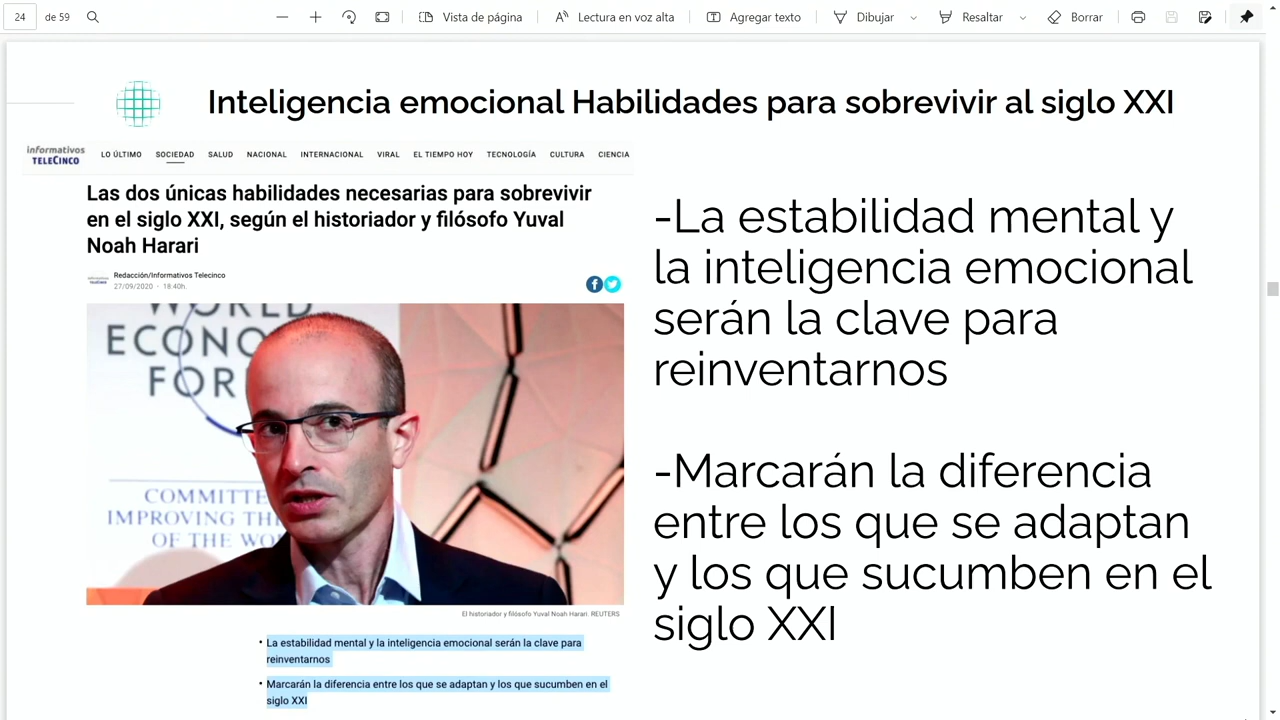 24 de 59 Vista de página Lectura en voz alta Agregar texto Dibujar Resaltar Borrar
Inteligencia emocional Habilidades para sobrevivir al siglo XXI
informativos
TELECINCO
LO ÚLTIMO SOCIEDAD SALUD NACIONAL INTERNACIONAL VIRAL EL TIEMPO HOY TECNOLOGÍA CULTURA CIENCIA
Las dos únicas habilidades necesarias para sobrevivir
en el siglo XXI, según el historiador y filósofo Yuval
Noah Harari
Redacción/Informativos Telecinco
27/09/2020 - 18:40h.
WORLD
ECONO
FOR
COMMITTE
IMPROVING THE
OF THE WO
El historiador y filósofo Yuval Noah Harari. REUTERS
• La estabilidad mental y la inteligencia emocional serán la clave para
reinventarnos
• Marcarán la diferencia entre los que se adaptan y los que sucumben en el
siglo XXI
-La estabilidad mental y
la inteligencia emocional
serán la clave para
reinventarnos
-Marcarán la diferencia
entre los que se adaptan
y los que sucumben en el
siglo XXI